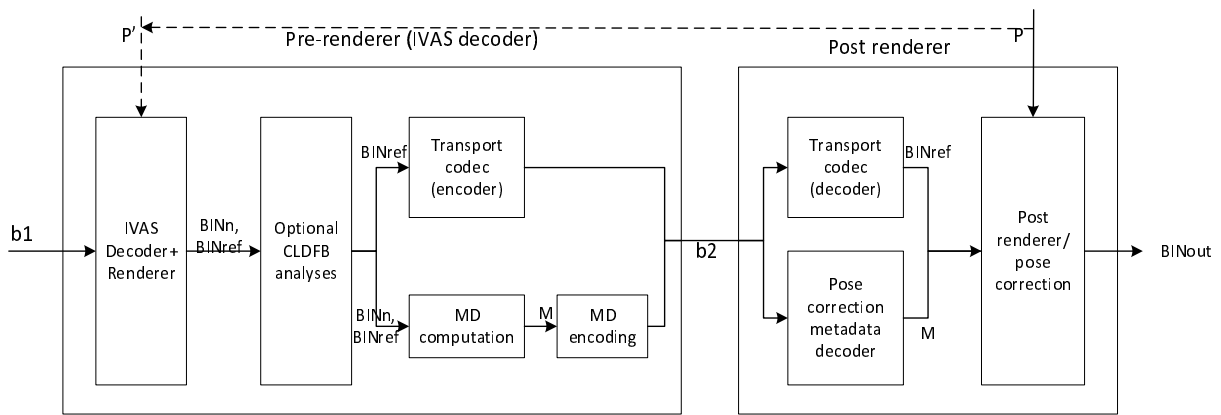 P’
Pre-renderer (IVAS decoder)
Post renderer
P
b1
IVAS
Decoder+
Renderer
BINn,
BINref
Optional
CLDFB
analyses
BINref
Transport
codec
(encoder)
BINn,
BINref
MD
computation
M
MD
encoding
b2
Transport
codec
(decoder)
BINref
Pose
correction
metadata
decoder
M
Post
renderer/
pose
correction
BINout